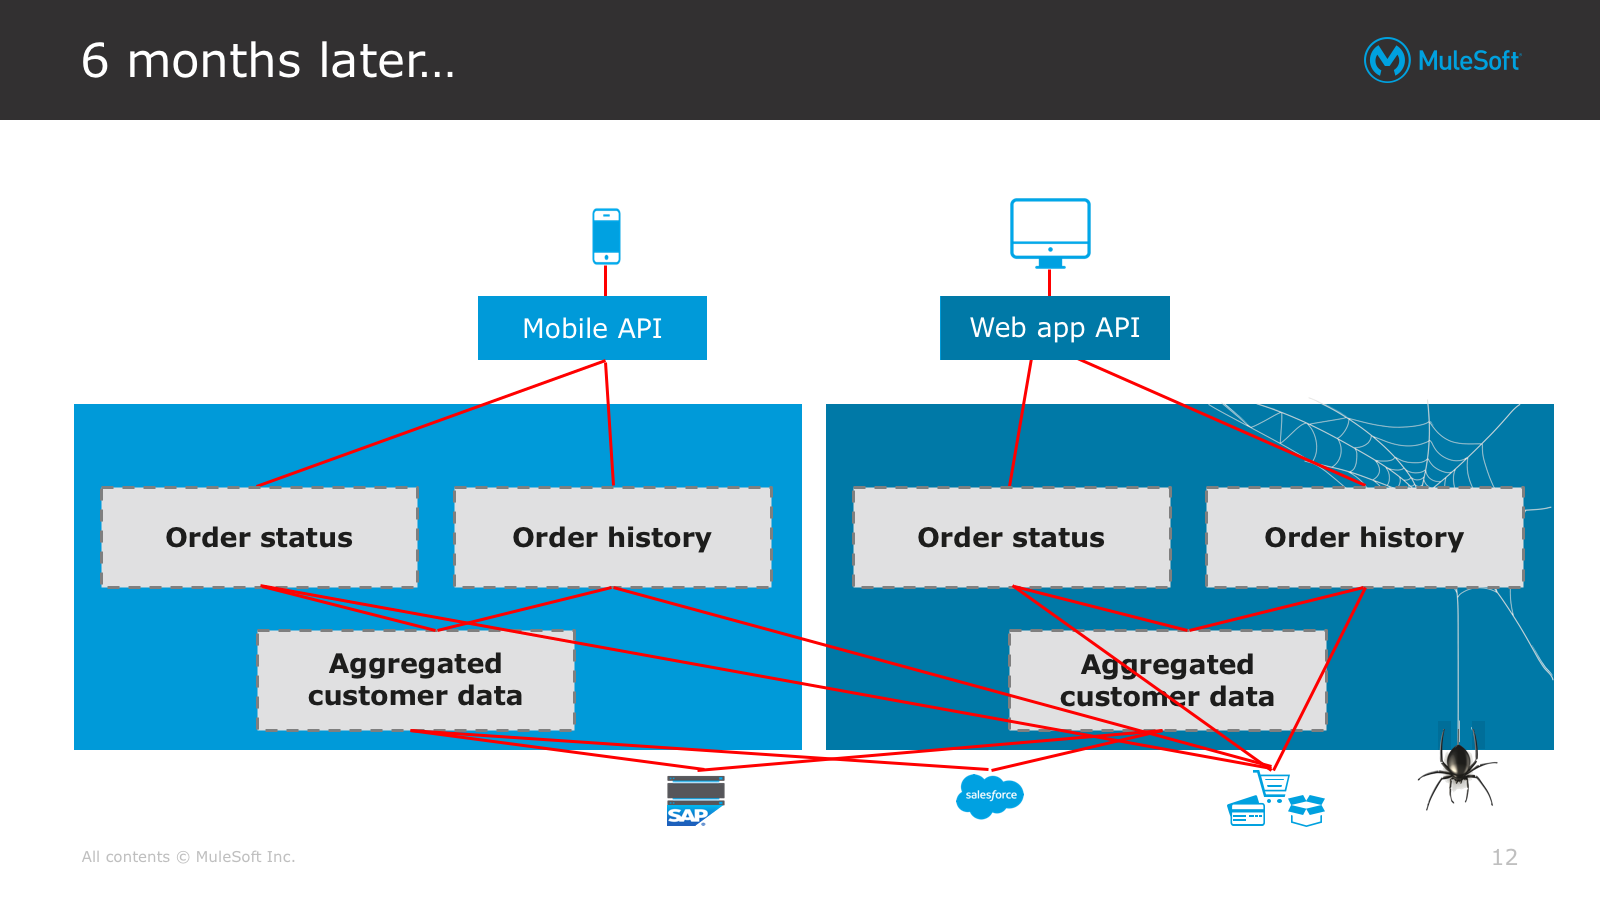 6 months later...
MuleSoft
Mobile API
Web app API
Order status
Order history
Order status
Order history
Aggregated
customer data
Aggregated
customer data
SAP
salesforce
All contents © MuleSoft Inc.
12